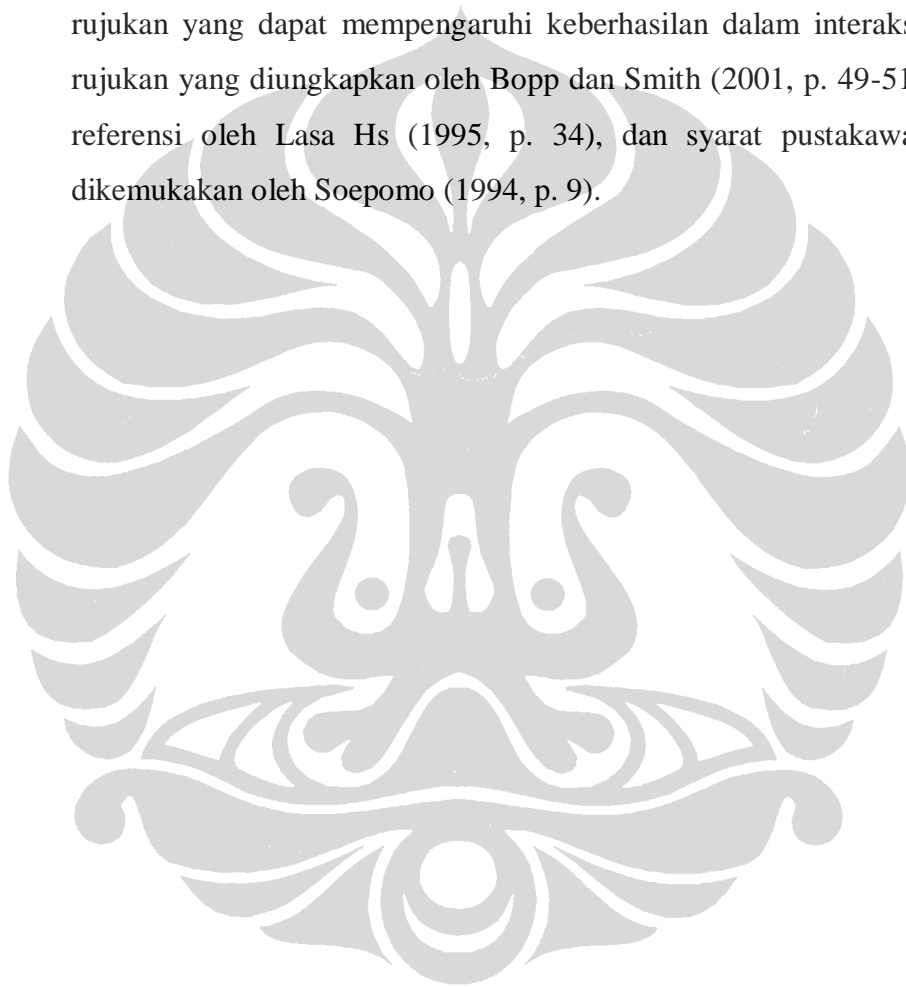 rujukan yang dapat mempengaruhi keberhasilan dalam interaks
rujukan yang diungkapkan oleh Bopp dan Smith (2001, p. 49-51
referensi oleh Lasa Hs (1995, p. 34), dan syarat pustakawa
dikemukakan oleh Soepomo (1994, p. 9).